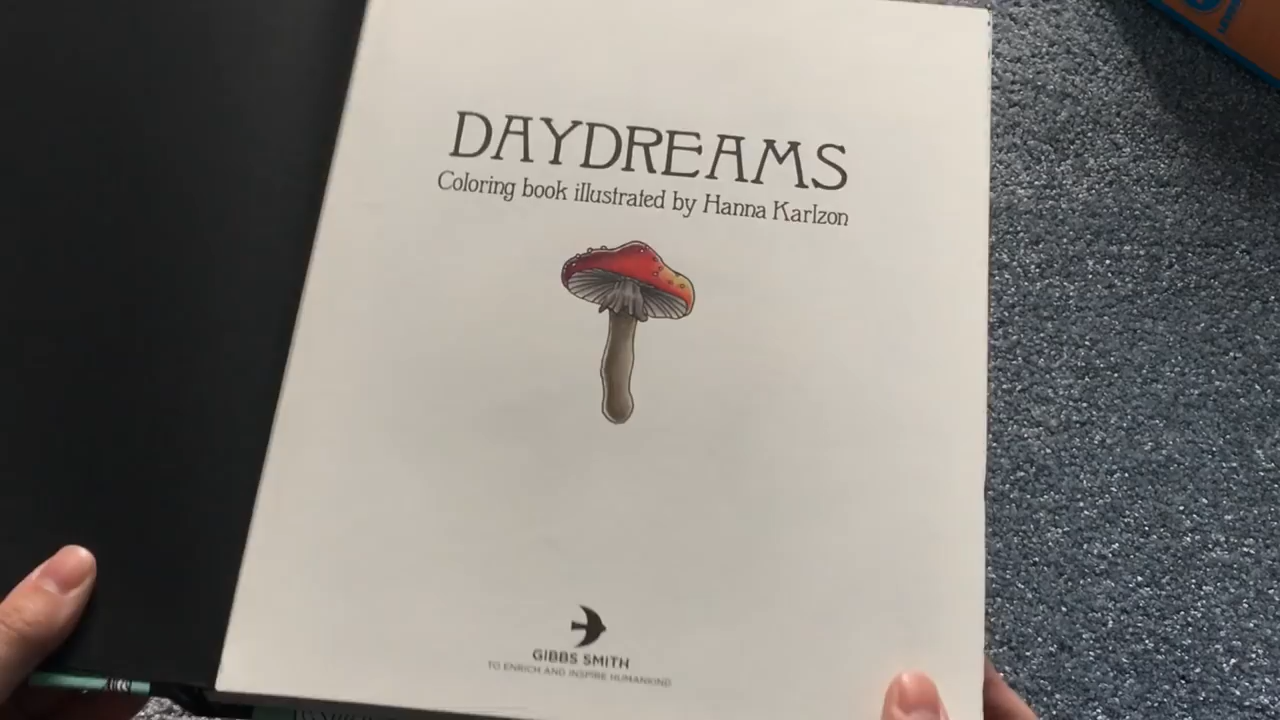 DAYDREAMS
Coloring book illustrated by Hanna Karlzon
GIBBS SMITH
TO ENRICH AND INSPIRE HUMANKIND